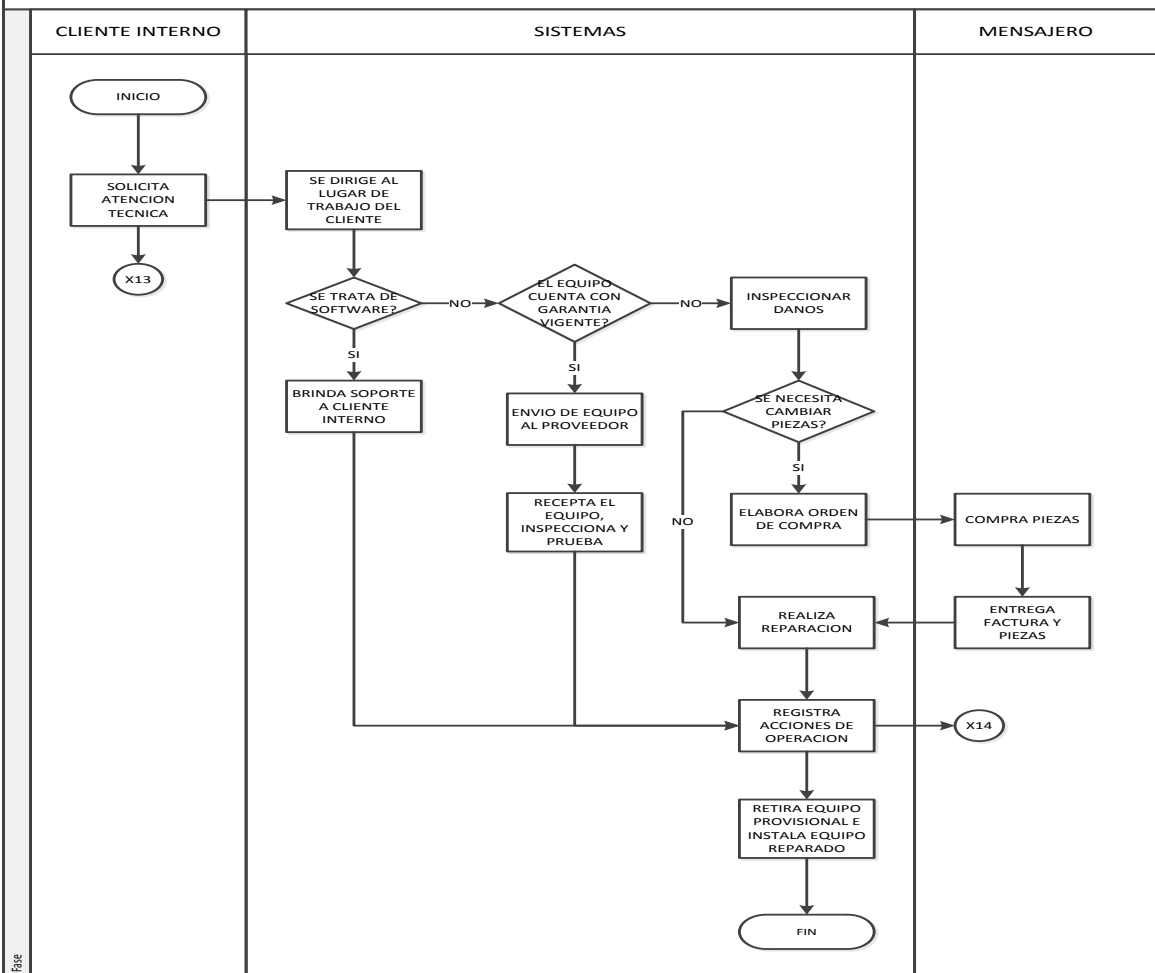 CLIENTE INTERNO
SISTEMAS
MENSAJERO
INICIO
SOLICITA
ATENCION
TECNICA
X13
SE DIRIGE AL
LUGAR DE
TRABAJO DEL
CLIENTE
SE TRATA DE
SOFTWARE?
NO
SI
BRINDA SOPORTE
A CLIENTE
INTERNO
EL EQUIPO
CUENTA CON
GARANTIA
VIGENTE?
NO
SI
ENVIO DE EQUIPO
AL PROVEEDOR
RECEPTA EL
EQUIPO,
INSPECCIONA Y
PRUEBA
INSPECCIONAR
DANOS
SE NECESITA
CAMBIAR
PIEZAS?
SI
NO
ELABORA ORDEN
DE COMPRA
COMPRA PIEZAS
ENTREGA
FACTURA Y
PIEZAS
REALIZA
REPARACION
REGISTRA
ACCIONES DE
OPERACION
X14
RETIRA EQUIPO
PROVISIONAL E
INSTALA EQUIPO
REPARADO
FIN
Fase